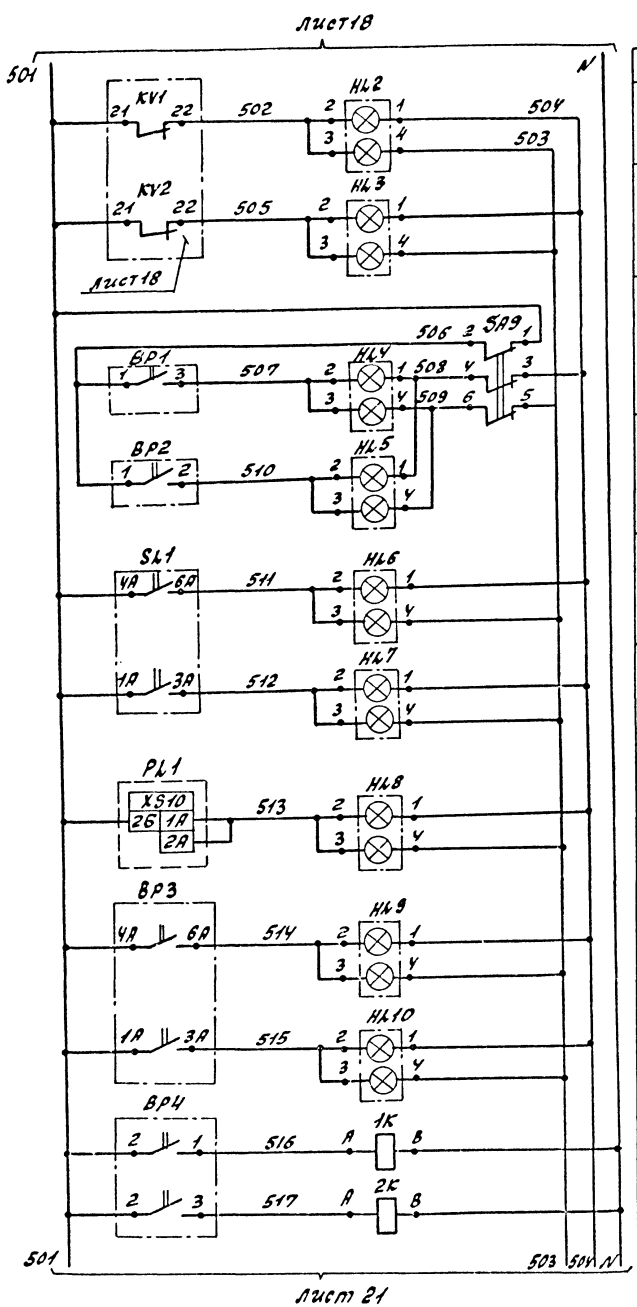 лист18
501 N
KV1 HL2
21 22 502 2 1 504
3 4 503
KV2 HL3
21 22 505 2 1
3 4
лист18
506 2 SA9 1
BP1 HL4
1 3 507 2 1 508 4 3
3 4 509 6 5
BP2 HL5
1 2 510 2 1
3 4
SL1 HL6
4A 6A 511 2 1
3 4
HL7
1A 3A 512 2 1
3 4
PL1 HL8
XS10
2Б 1A 513 2 1
2A 3 4
BP3 HL9
4A 6A 514 2 1
3 4
HL10
1A 3A 515 2 1
3 4
BP4 1K
2 1 516 A B
2K
2 3 517 A B
501 503 504 N
лист 21